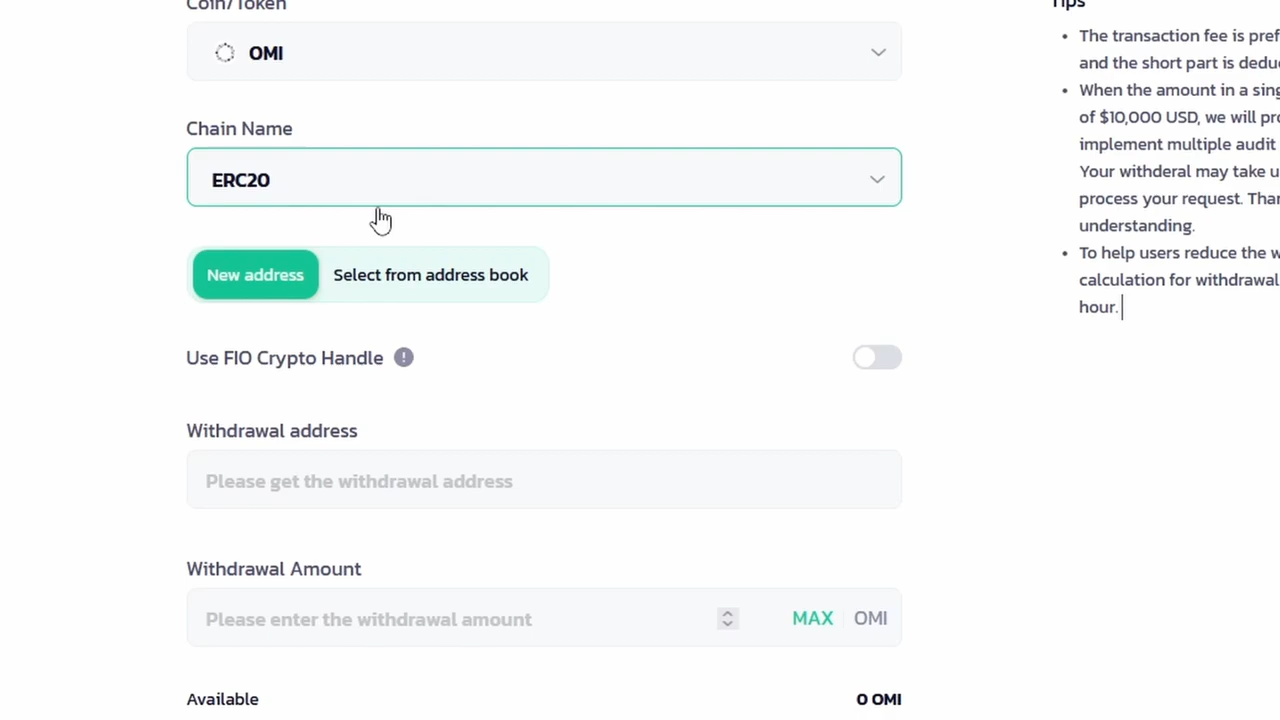 Coin/Token
OMI
Chain Name
ERC20
New address
Select from address book
Use FIO Crypto Handle
Withdrawal address
Please get the withdrawal address
Withdrawal Amount
Please enter the withdrawal amount
MAX
OMI
Available
0 OMI
Tips
The transaction fee is pref
and the short part is dedu
When the amount in a sing
of $10,000 USD, we will pro
implement multiple audit
Your withderal may take u
process your request. Than
understanding.
To help users reduce the w
calculation for withdrawal
hour.